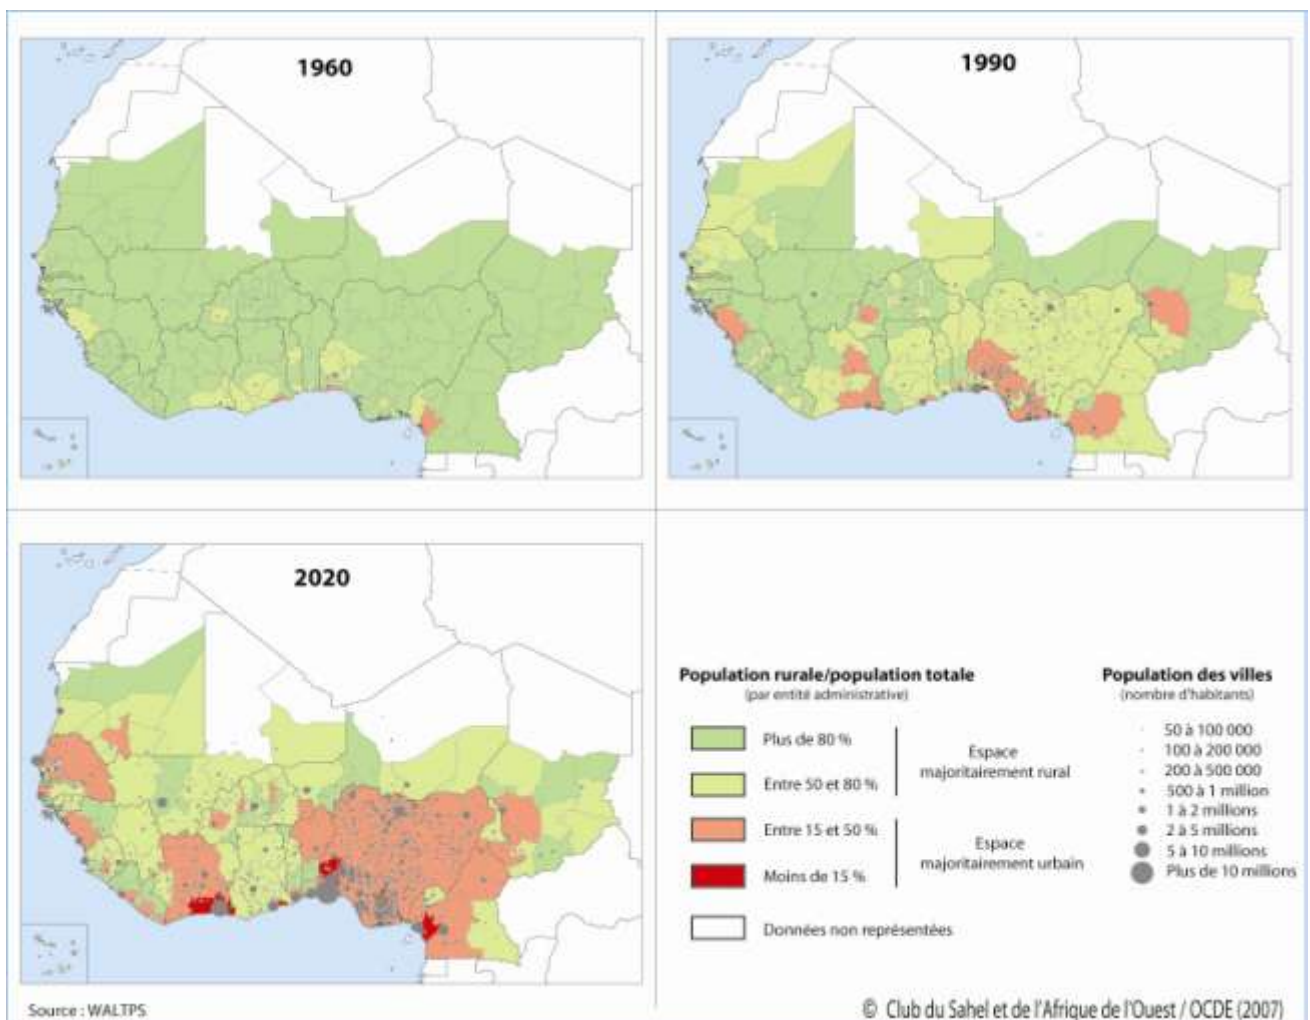 1960
1990
2020
Population rurale/population totale
(par entité administrative)
Plus de 80 %
Entre 50 et 80 %
Espace
majoritairement rural
Entre 15 et 50 %
Moins de 15 %
Espace
majoritairement urbain
Données non représentées
Population des villes
(nombre d'habitants)
50 à 100 000
100 à 200 000
200 à 500 000
500 à 1 million
1 à 2 millions
2 à 5 millions
5 à 10 millions
Plus de 10 millions
Source : WALTPS
© Club du Sahel et de l'Afrique de l'Ouest / OCDE (2007)